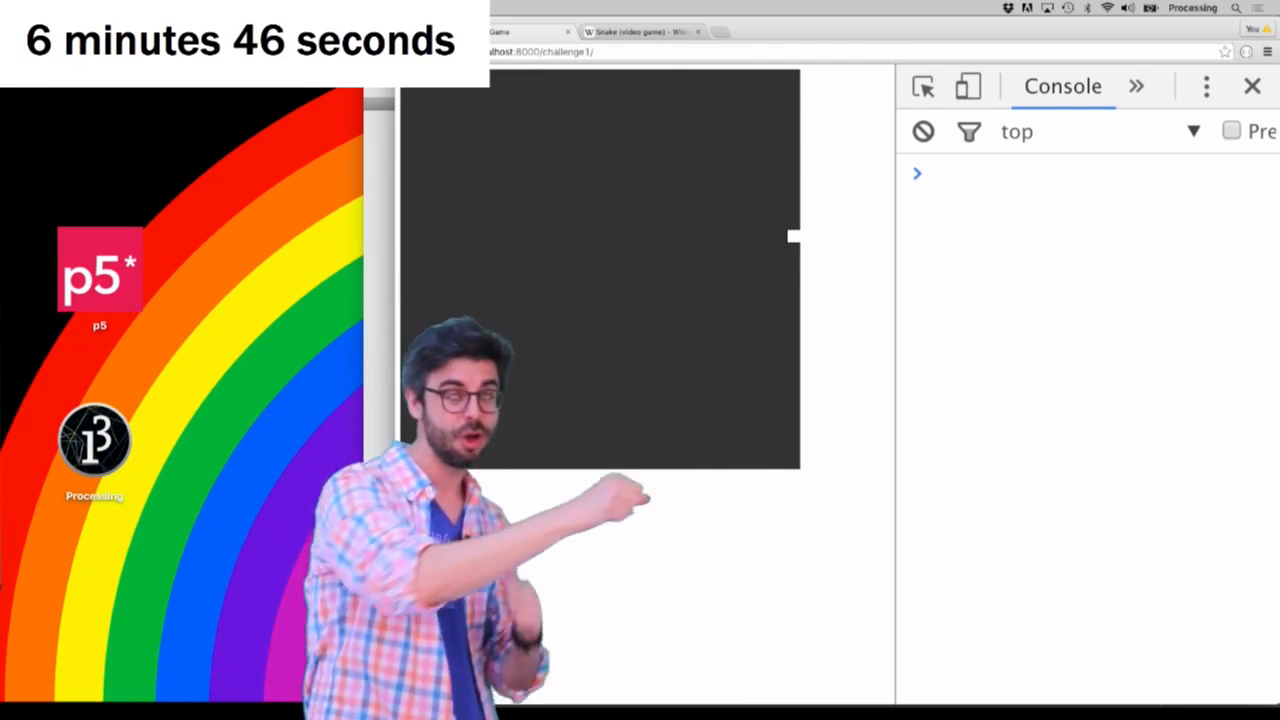 6 minutes 46 seconds
Processing
Game
Snake (video game) - Wiki
You
lhost:8000/challenge1/
Console
top
Pre
p5*
p5
Processing